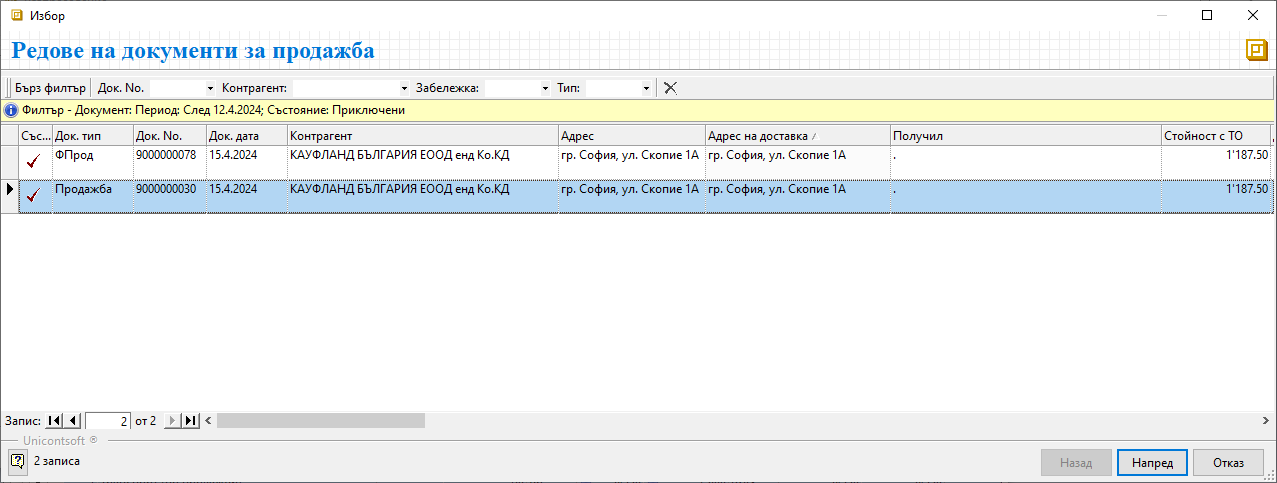 Избор
Редове на документи за продажба
Бърз филтър Док. No. Контрагент: Забележка: Тип:
Филтър - Документ: Период: След 12.4.2024; Състояние: Приключени
Със... Док. тип Док. No. Док. дата Контрагент Адрес Адрес на доставка Получил Стойност с ТО
ФПрод 9000000078 15.4.2024 КАУФЛАНД БЪЛГАРИЯ ЕООД енд Ко.КД гр. София, ул. Скопие 1А гр. София, ул. Скопие 1А . 1'187.50
Продажба 9000000030 15.4.2024 КАУФЛАНД БЪЛГАРИЯ ЕООД енд Ко.КД гр. София, ул. Скопие 1А гр. София, ул. Скопие 1А . 1'187.50
Запис: 2 от 2
Unicontsoft ®
2 записа Назад Напред Отказ